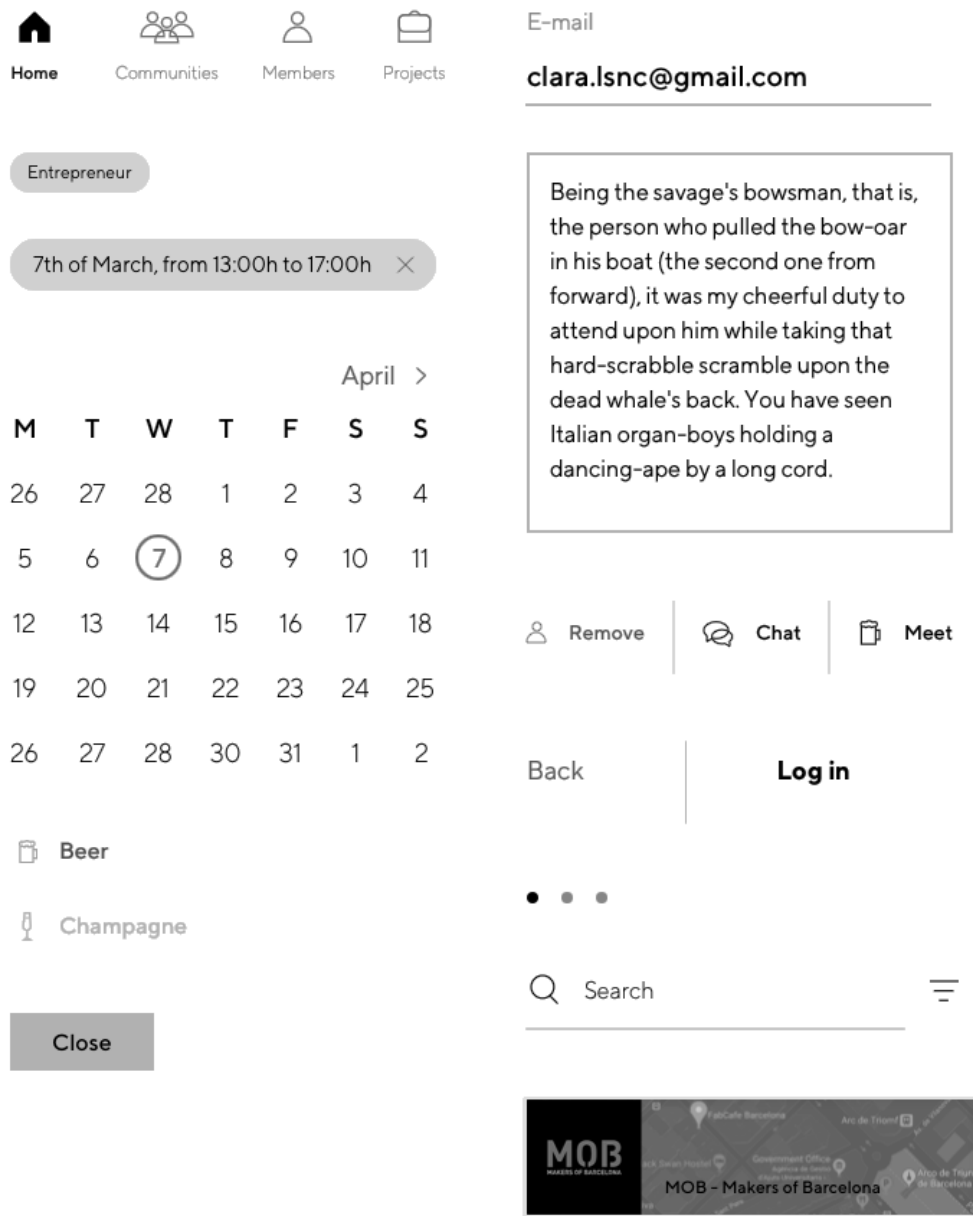 Home Communities Members Projects
Entrepreneur
7th of March, from 13:00h to 17:00h
April
M T W T F S S
26 27 28 1 2 3 4
5 6 7 8 9 10 11
12 13 14 15 16 17 18
19 20 21 22 23 24 25
26 27 28 30 31 1 2
Beer
Champagne
Close
E-mail
clara.lsnc@gmail.com
Being the savage's bowsman, that is,
the person who pulled the bow-oar
in his boat (the second one from
forward), it was my cheerful duty to
attend upon him while taking that
hard-scrabble scramble upon the
dead whale's back. You have seen
Italian organ-boys holding a
dancing-ape by a long cord.
Remove Chat Meet
Back Log in
Search
MOB
MAKERS OF BARCELONA
FabCafe Barcelona
Arc de Triomf
Government Office
MOB - Makers of Barcelona